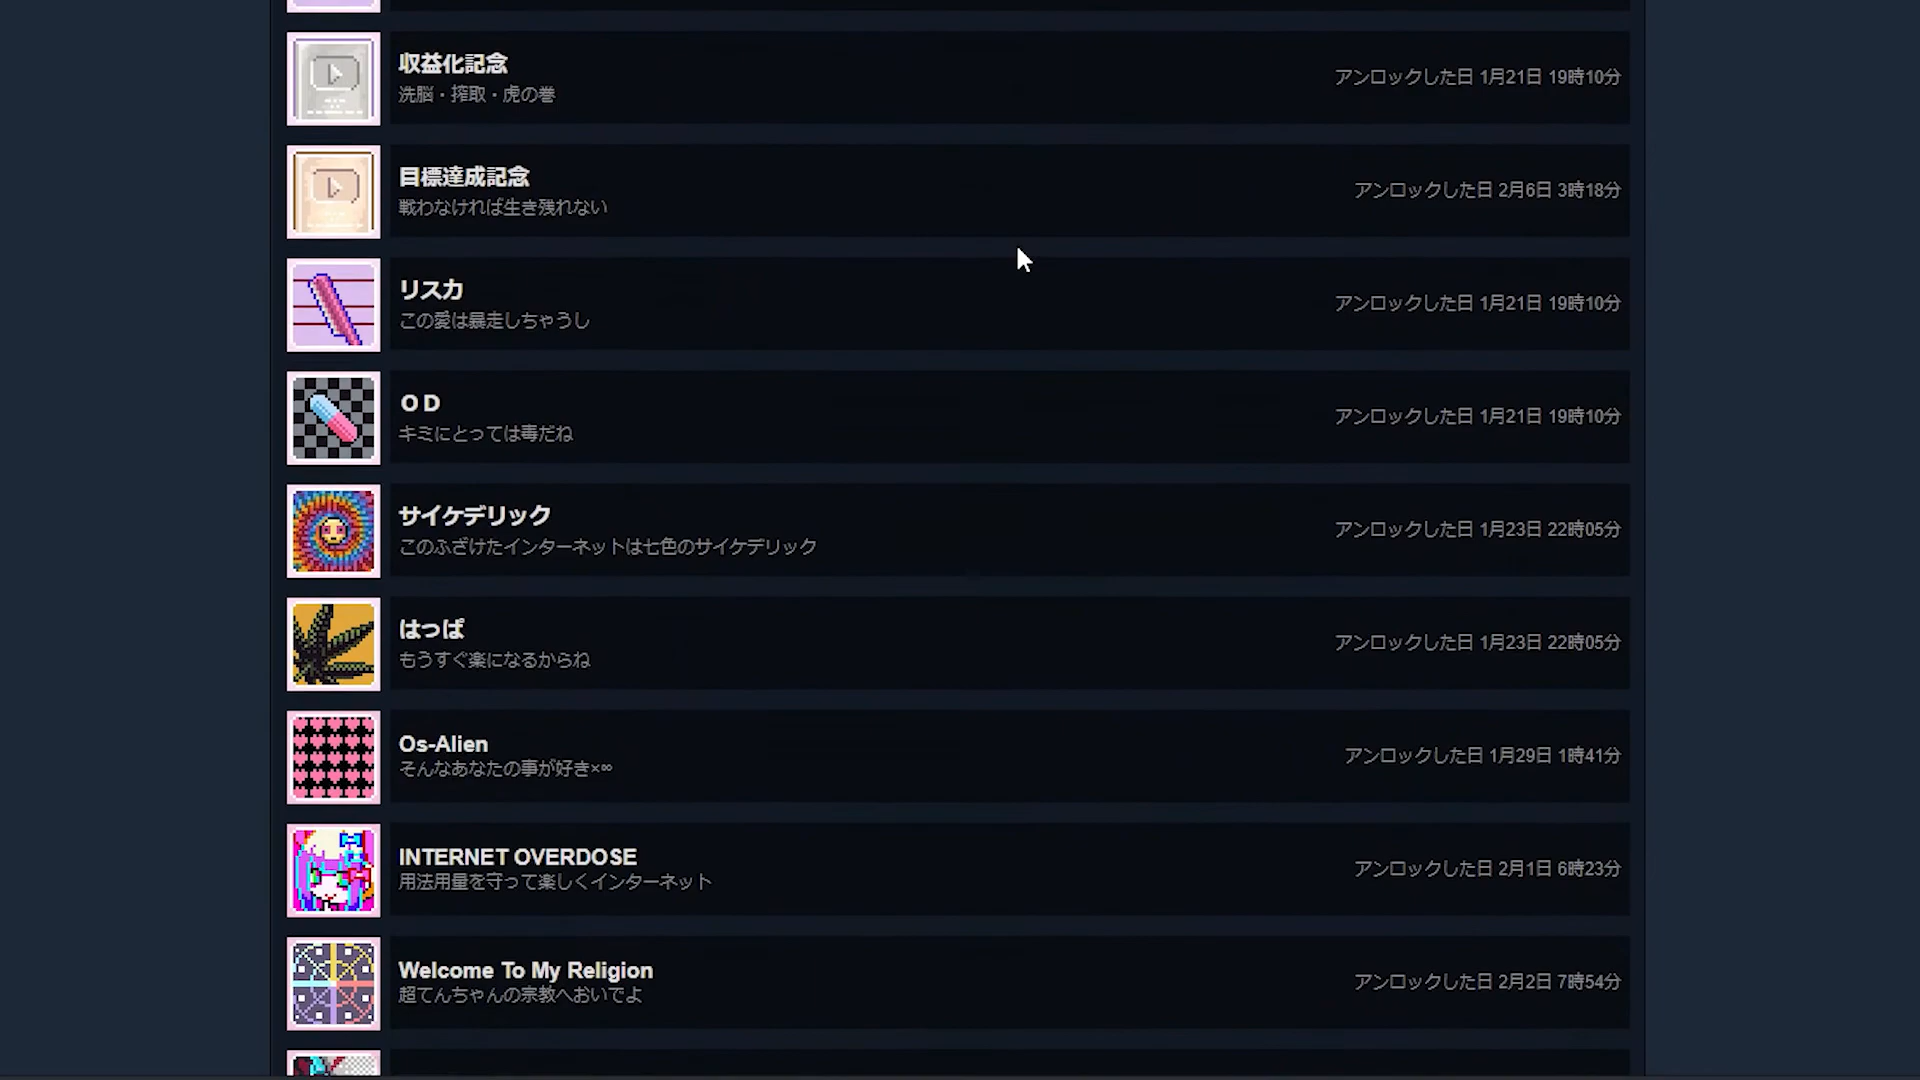 収益化記念
洗脳・搾取・虎の巻
アンロックした日 1月21日 19時10分
目標達成記念
戦わなければ生き残れない
アンロックした日 2月6日 3時18分
リスカ
この愛は暴走しちゃうし
アンロックした日 1月21日 19時10分
ＯＤ
キミにとっては毒だね
アンロックした日 1月21日 19時10分
サイケデリック
このふざけたインターネットは七色のサイケデリック
アンロックした日 1月23日 22時05分
はっぱ
もうすぐ楽になるからね
アンロックした日 1月23日 22時05分
Os-Alien
そんなあなたの事が好き×∞
アンロックした日 1月29日 1時41分
INTERNET OVERDOSE
用法用量を守って楽しくインターネット
アンロックした日 2月1日 6時23分
Welcome To My Religion
超てんちゃんの宗教へおいでよ
アンロックした日 2月2日 7時54分